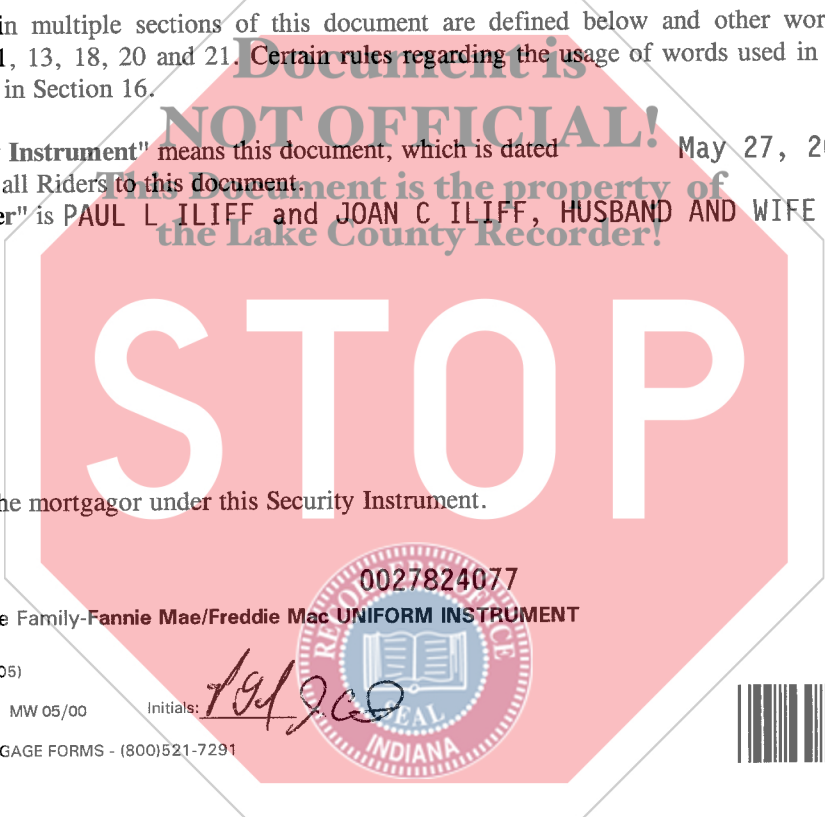 in multiple sections of this document are defined below and other wor
1, 13, 18, 20 and 21. Certain rules regarding the usage of words used in
in Section 16.
Document is
NOT OFFICIAL!
This Document is the property of
the Lake County Recorder!
Instrument" means this document, which is dated May 27, 20
all Riders to this document.
er" is PAUL L ILIFF and JOAN C ILIFF, HUSBAND AND WIFE
STOP
he mortgagor under this Security Instrument.
0027824077
e Family-Fannie Mae/Freddie Mac UNIFORM INSTRUMENT
05)
MW 05/00 Initials:
GAGE FORMS - (800)521-7291
SEAL
INDIANA